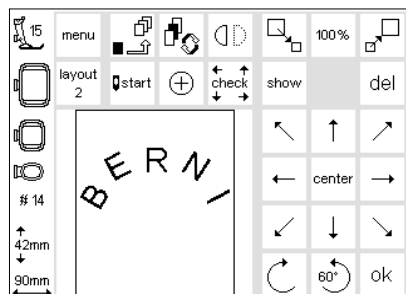 15 menu 100%
layout
2
start check show del
center
# 14
42mm
90mm
60° ok
BERNI